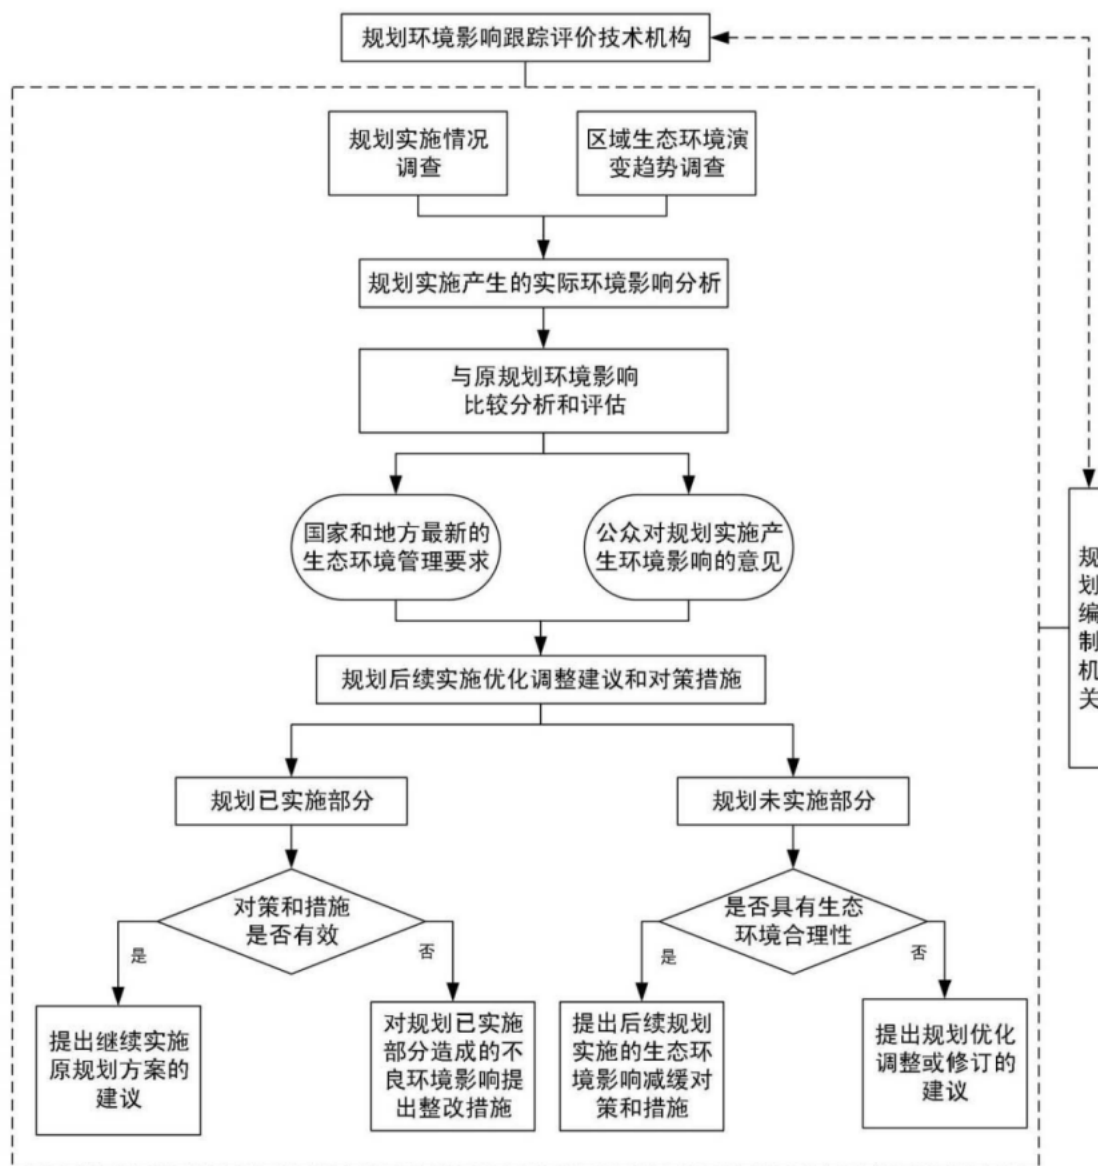 规划环境影响跟踪评价技术机构
规划实施情况
调查
区域生态环境演
变趋势调查
规划实施产生的实际环境影响分析
与原规划环境影响
比较分析和评估
国家和地方最新的
生态环境管理要求
公众对规划实施产
生环境影响的意见
规划后续实施优化调整建议和对策措施
规划已实施部分
规划未实施部分
对策和措施
是否有效
是否具有生态
环境合理性
是
否
是
否
提出继续实施
原规划方案的
建议
对规划已实施
部分造成的不
良环境影响提
出整改措施
提出后续规划
实施的生态环
境影响减缓对
策和措施
提出规划优化
调整或修订的
建议
规
划
编
制
机
关